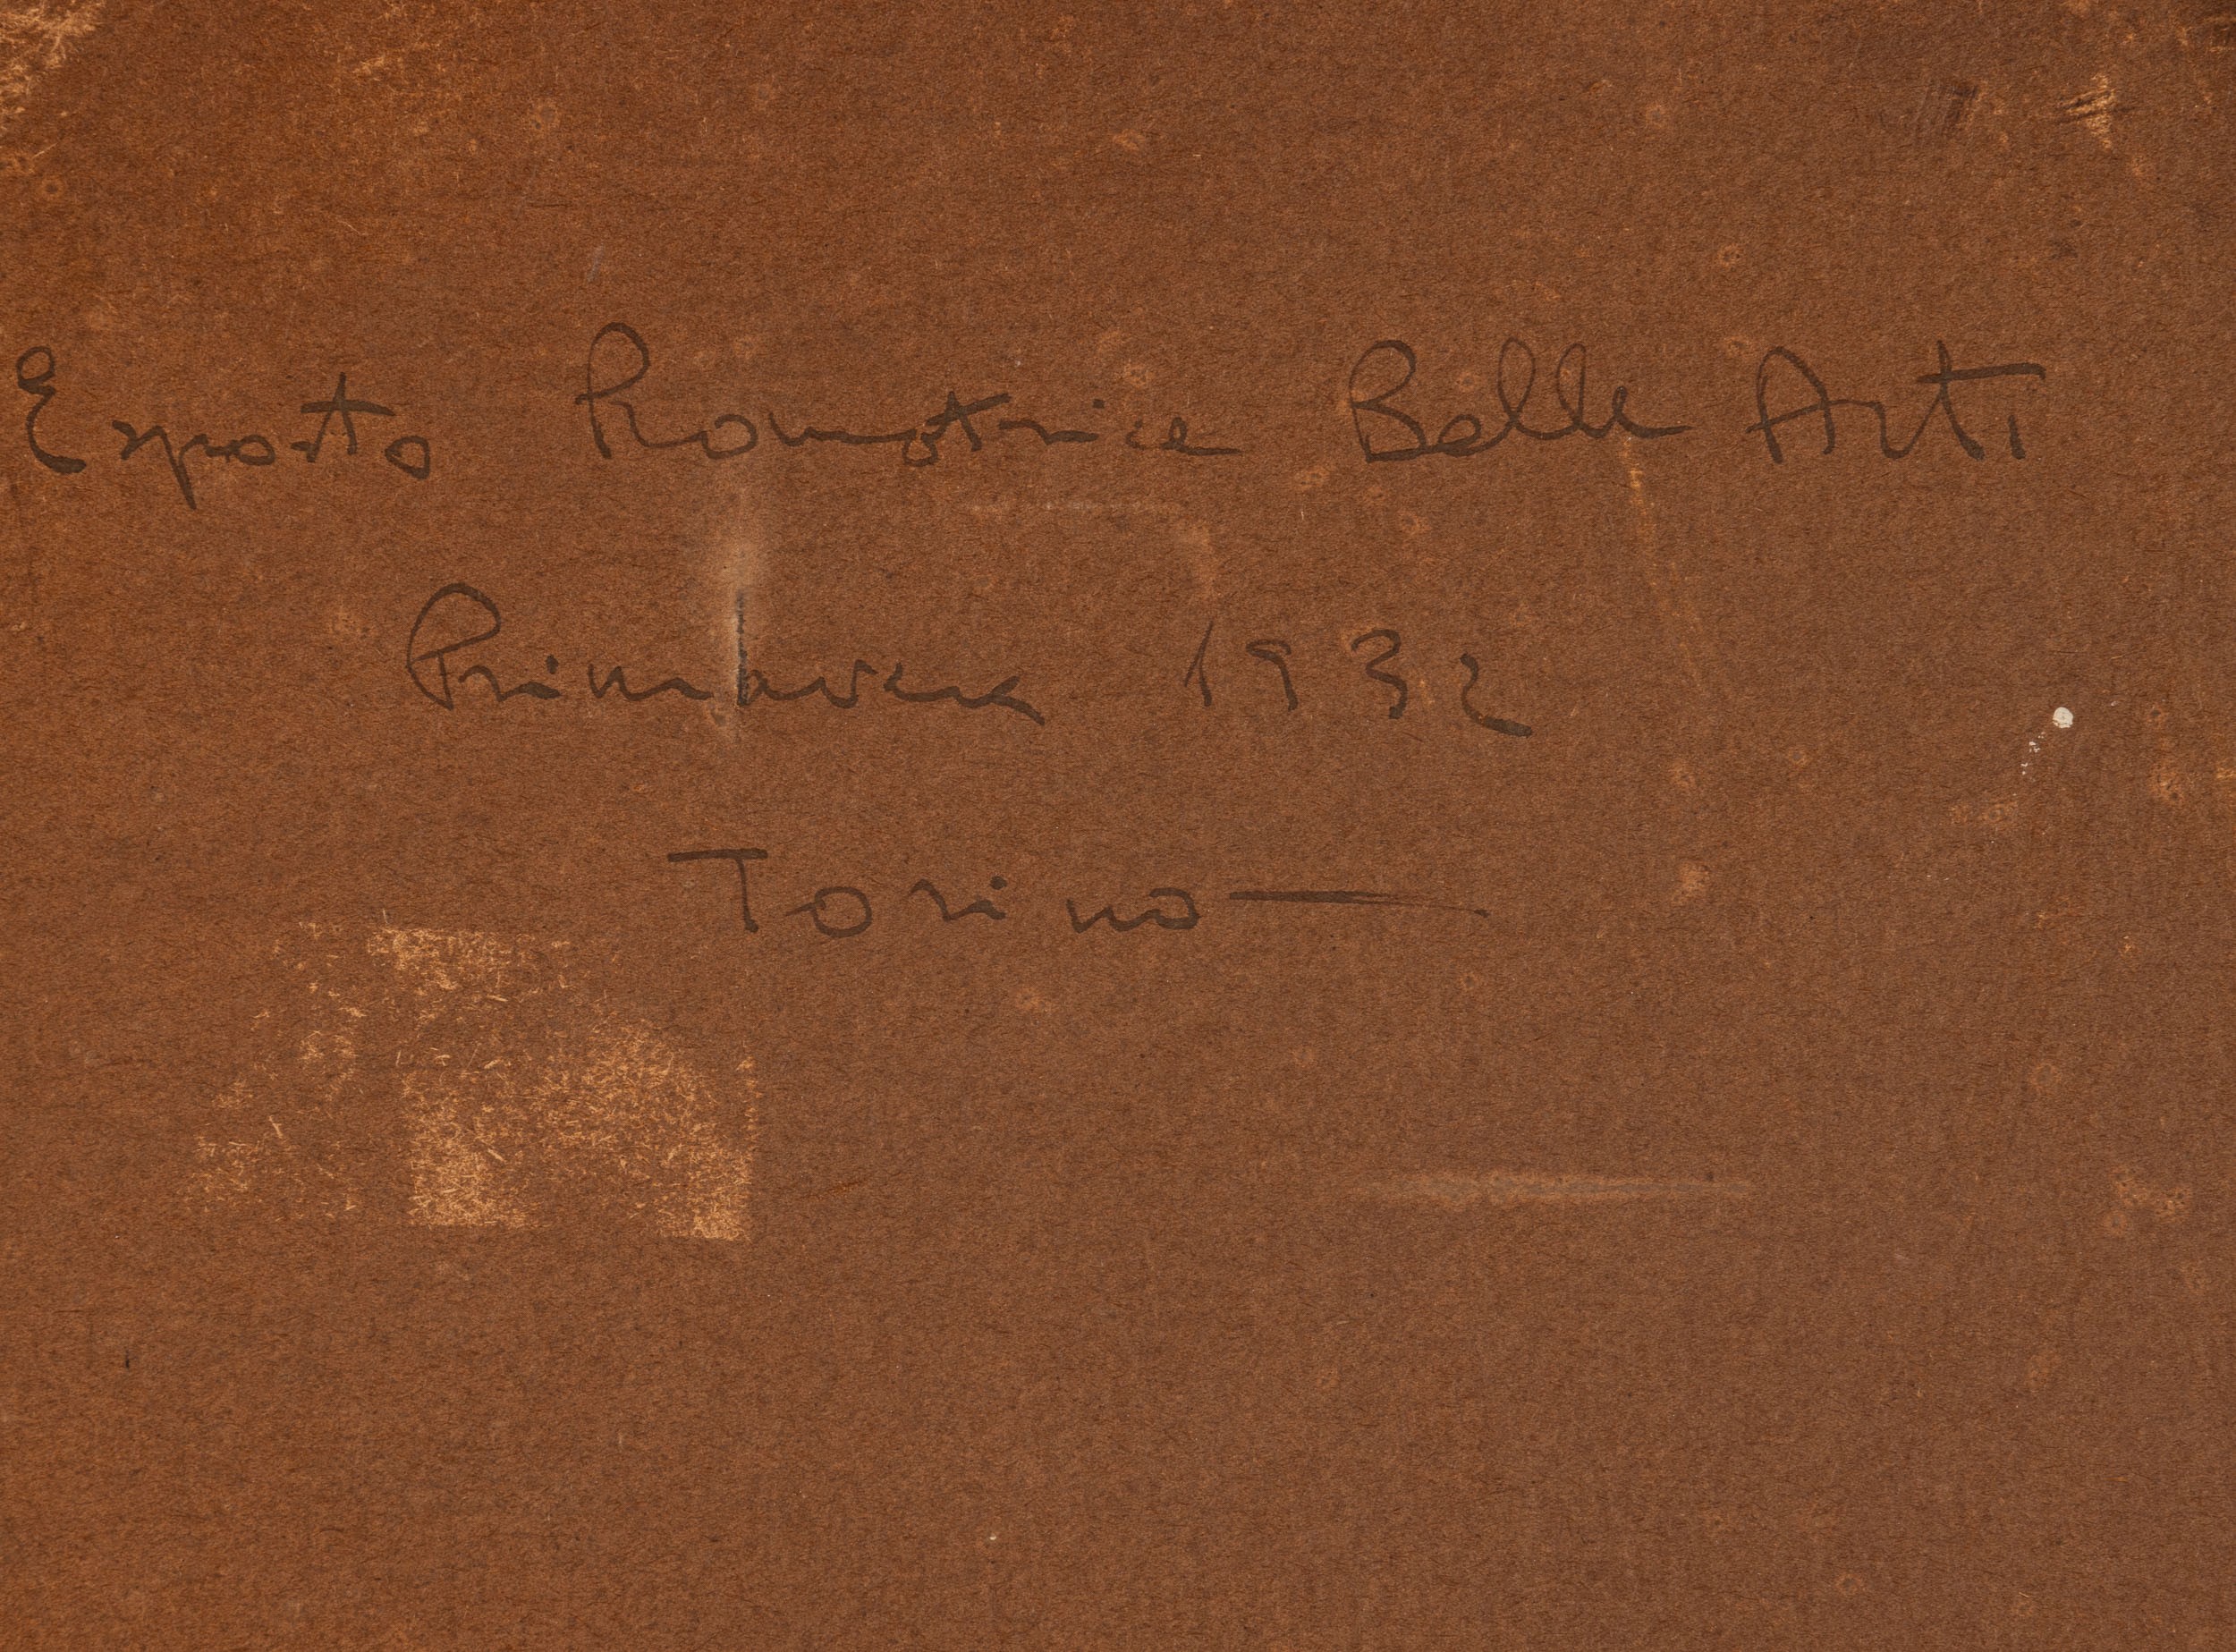 Esposto Promotrice Belle Arti
Primavera 1932
Torino —